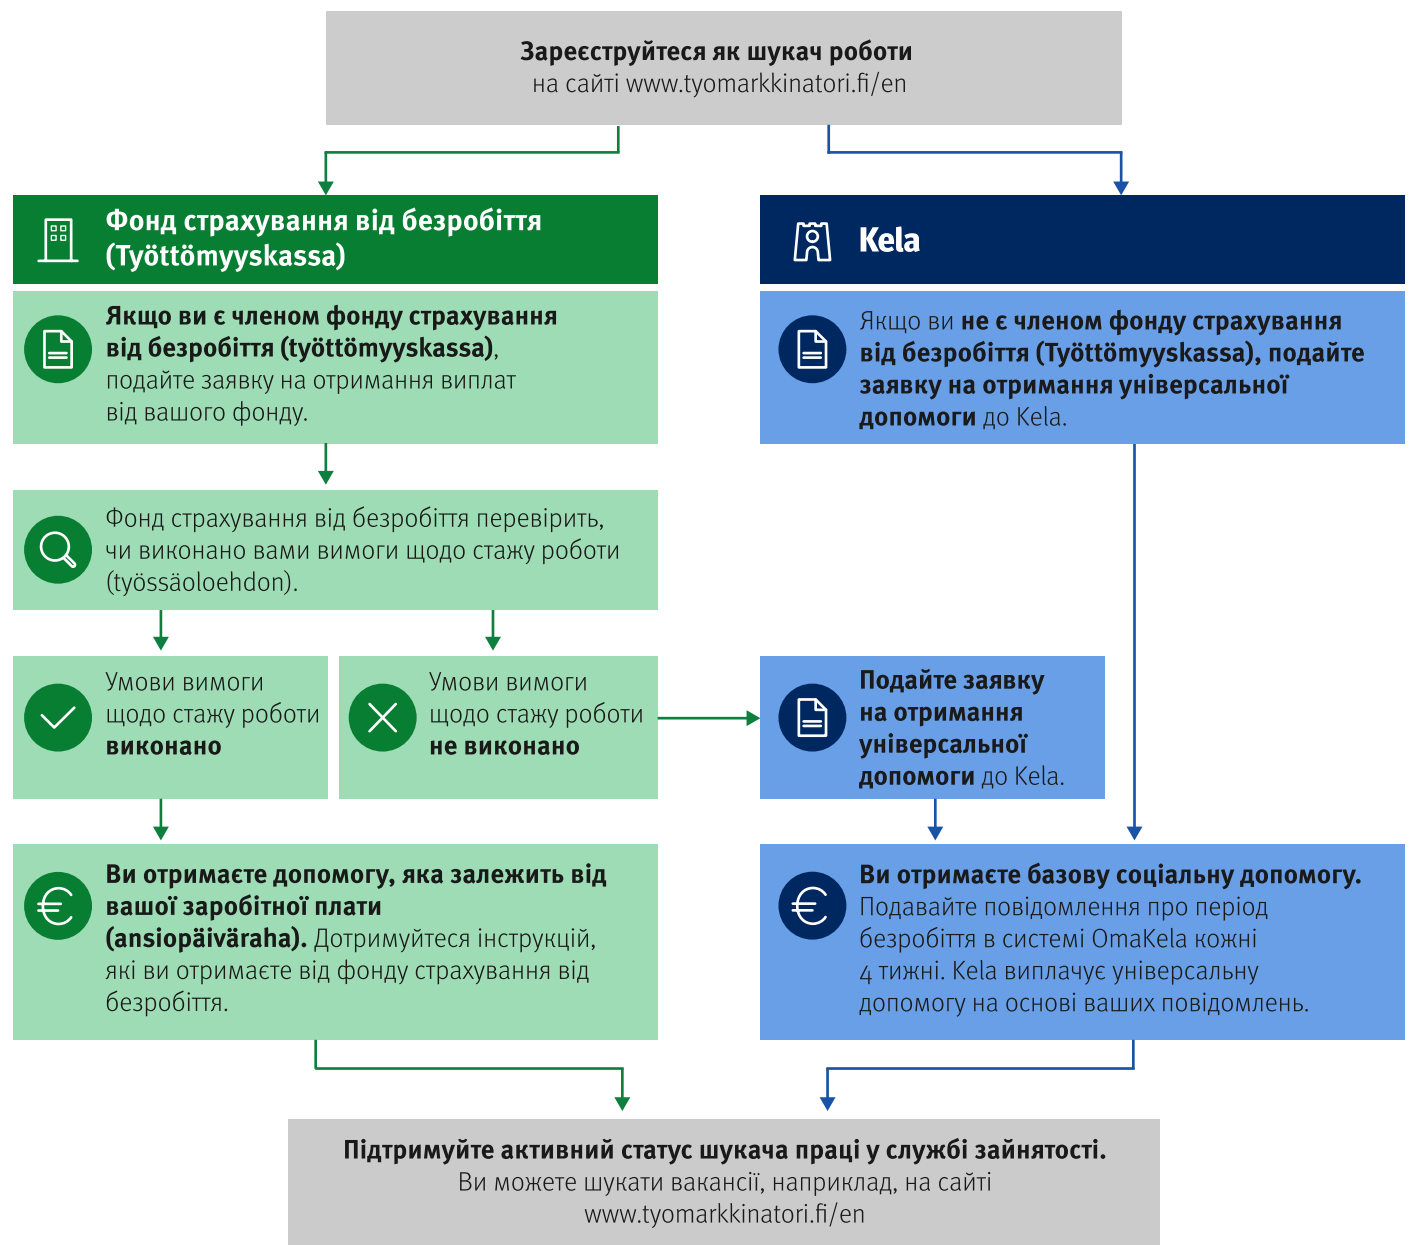 Зареєструйтеся як шукач роботи
на сайті www.tyomarkkinatori.fi/en
Фонд страхування від безробіття
(Työttömyyskassa)
Якщо ви є членом фонду страхування
від безробіття (työttömyyskassa),
подайте заявку на отримання виплат
від вашого фонду.
Фонд страхування від безробіття перевірить,
чи виконано вами вимоги щодо стажу роботи
(työssäoloehdon).
Умови вимоги
щодо стажу роботи
виконано
Умови вимоги
щодо стажу роботи
не виконано
Ви отримаєте допомогу, яка залежить від
вашої заробітної плати
(ansiopäiväraha). Дотримуйтеся інструкцій,
які ви отримаєте від фонду страхування від
безробіття.
Kela
Якщо ви не є членом фонду страхування
від безробіття (Työttömyyskassa), подайте
заявку на отримання універсальної
допомоги до Kela.
Подайте заявку
на отримання
універсальної
допомоги до Kela.
Ви отримаєте базову соціальну допомогу.
Подавайте повідомлення про період
безробіття в системі OmaKela кожні
4 тижні. Kela виплачує універсальну
допомогу на основі ваших повідомлень.
Підтримуйте активний статус шукача праці у службі зайнятості.
Ви можете шукати вакансії, наприклад, на сайті
www.tyomarkkinatori.fi/en